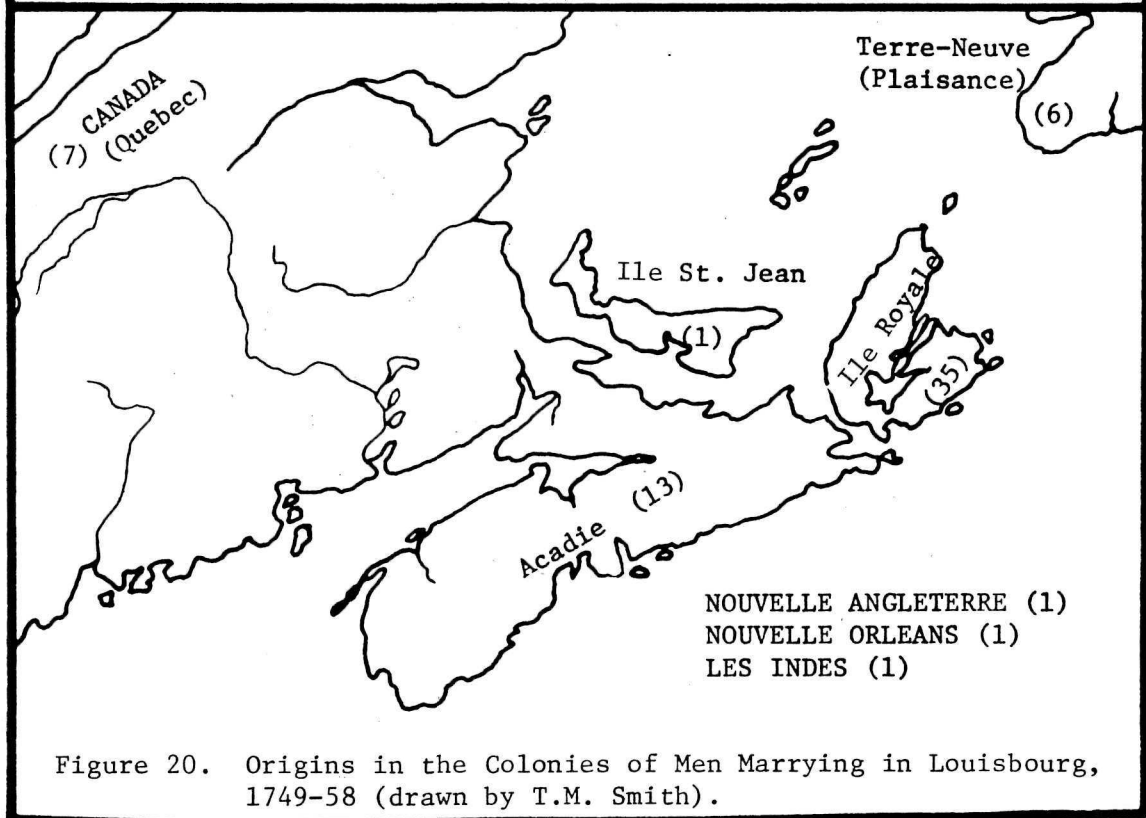 Terre-Neuve
(Plaisance)
(6)
CANADA
(7) (Quebec)
Ile St. Jean
(1)
Ile Royale
(35)
Acadie (13)
NOUVELLE ANGLETERRE (1)
NOUVELLE ORLEANS (1)
LES INDES (1)
Figure 20. Origins in the Colonies of Men Marrying in Louisbourg,
1749-58 (drawn by T.M. Smith).